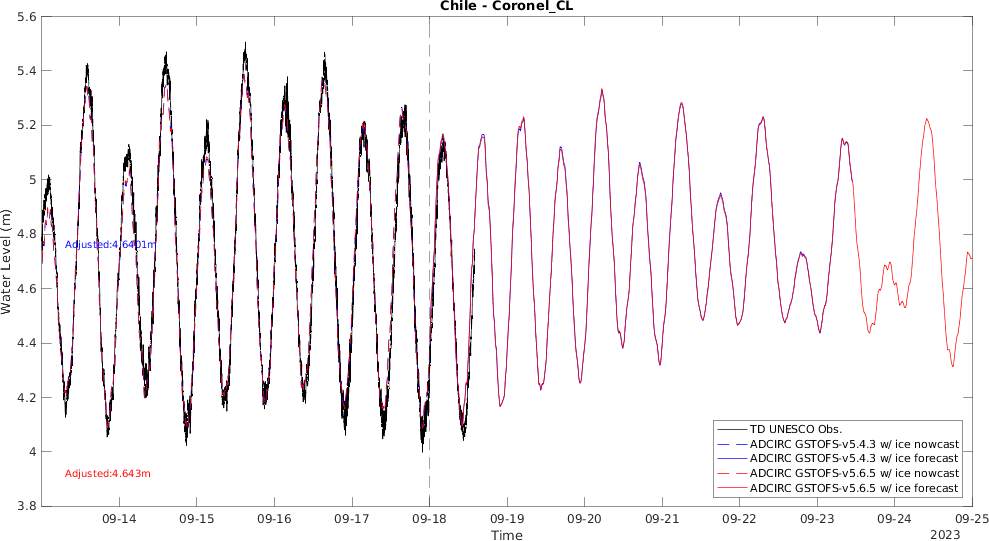 Chile - Coronel_CL
5.6
5.4
5.2
5
4.8
4.6
4.4
4.2
4
3.8
Water Level (m)
Adjusted:4.6401m
Adjusted:4.643m
TD UNESCO Obs.
ADCIRC GSTOFS-v5.4.3 w/ ice nowcast
ADCIRC GSTOFS-v5.4.3 w/ ice forecast
ADCIRC GSTOFS-v5.6.5 w/ ice nowcast
ADCIRC GSTOFS-v5.6.5 w/ ice forecast
09-14 09-15 09-16 09-17 09-18 09-19 09-20 09-21 09-22 09-23 09-24 09-25
Time
2023